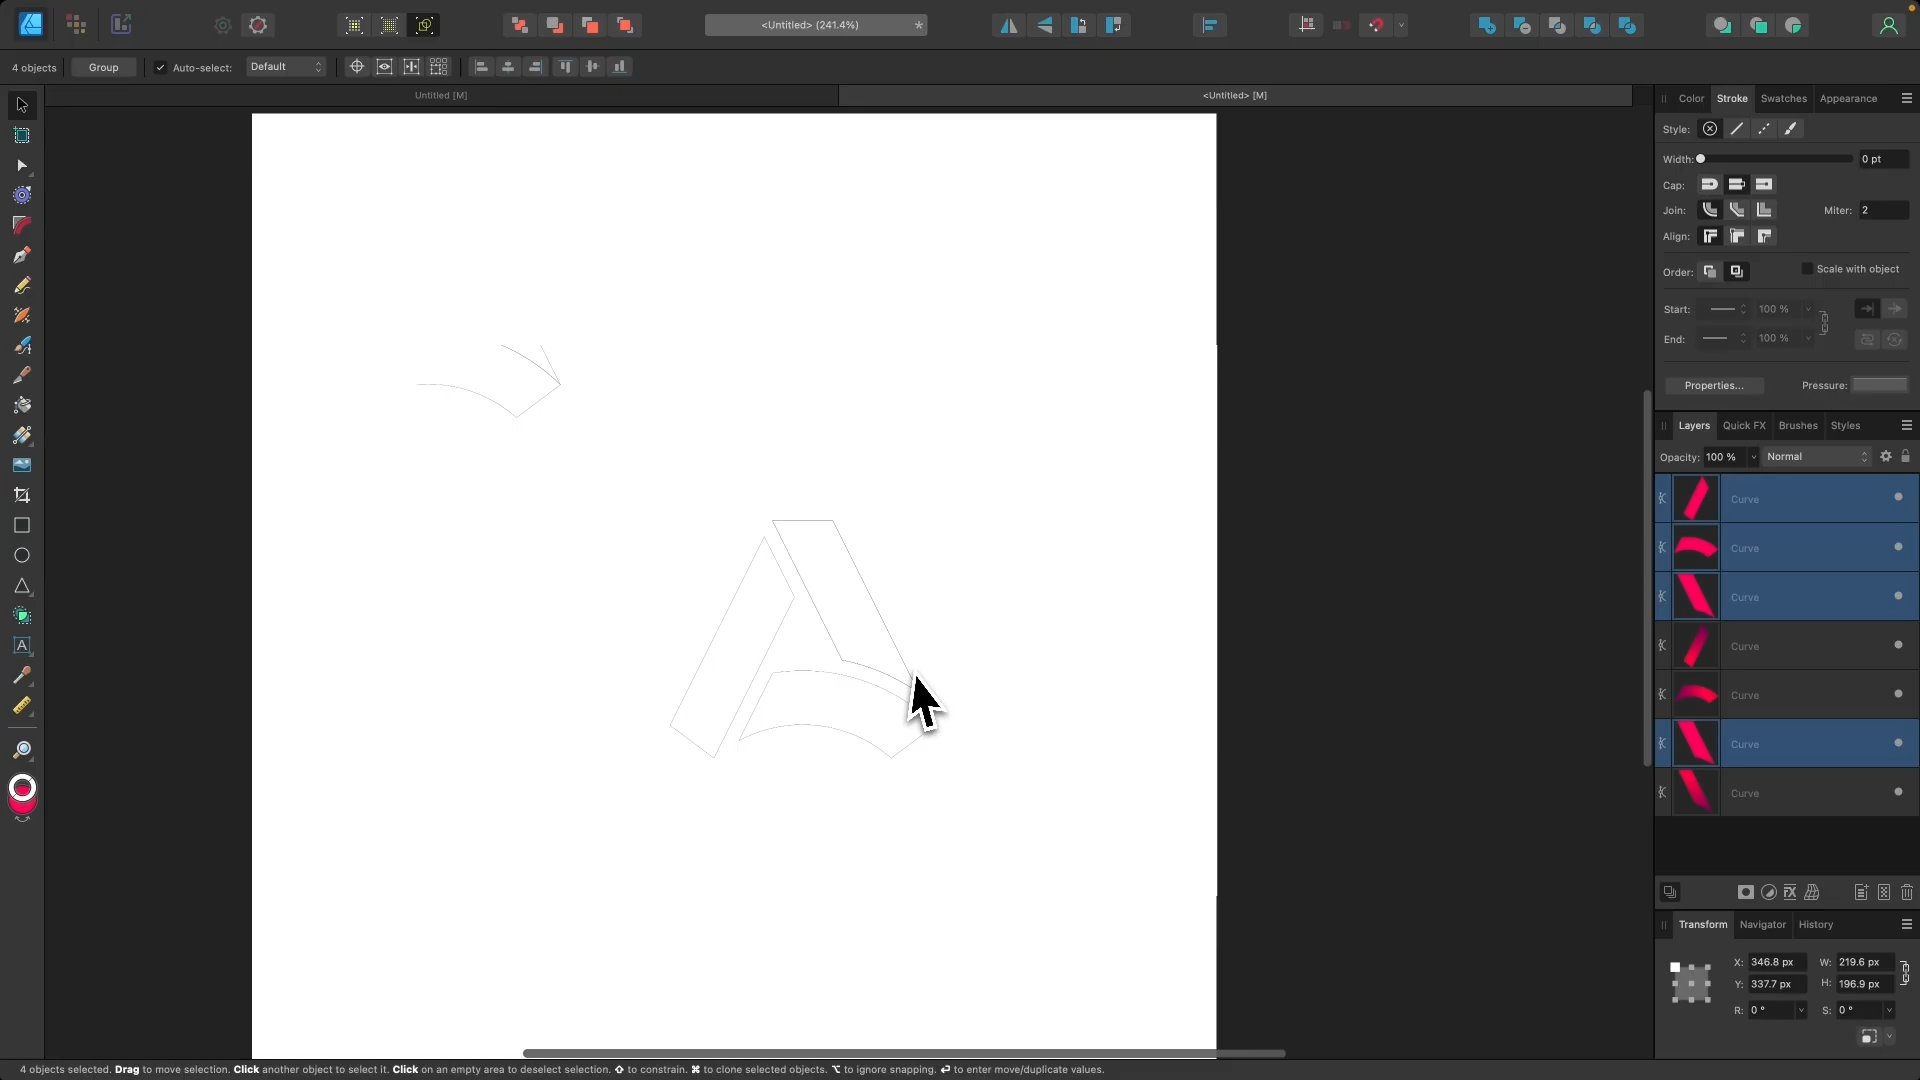 <Untitled> (241.4%)
*
4 objects
Group
Auto-select:
Default
Untitled [M]
<Untitled> [M]
Color
Stroke
Swatches
Appearance
Style:
Width:
0 pt
Cap:
Join:
Miter:
2
Align:
Order:
Scale with object
Start:
100 %
End:
100 %
Properties...
Pressure:
Layers
Quick FX
Brushes
Styles
Opacity:
100 %
Normal
Curve
Curve
Curve
Curve
Curve
Curve
Curve
Transform
Navigator
History
X:
346.8 px
W:
219.6 px
Y:
337.7 px
H:
196.9 px
R:
0 °
S:
0 °
4 objects selected. Drag to move selection. Click another object to select it. Click on an empty area to deselect selection. ⇧ to constrain. ⌘ to clone selected objects. ⌥ to ignore snapping. ↵ to enter move/duplicate values.